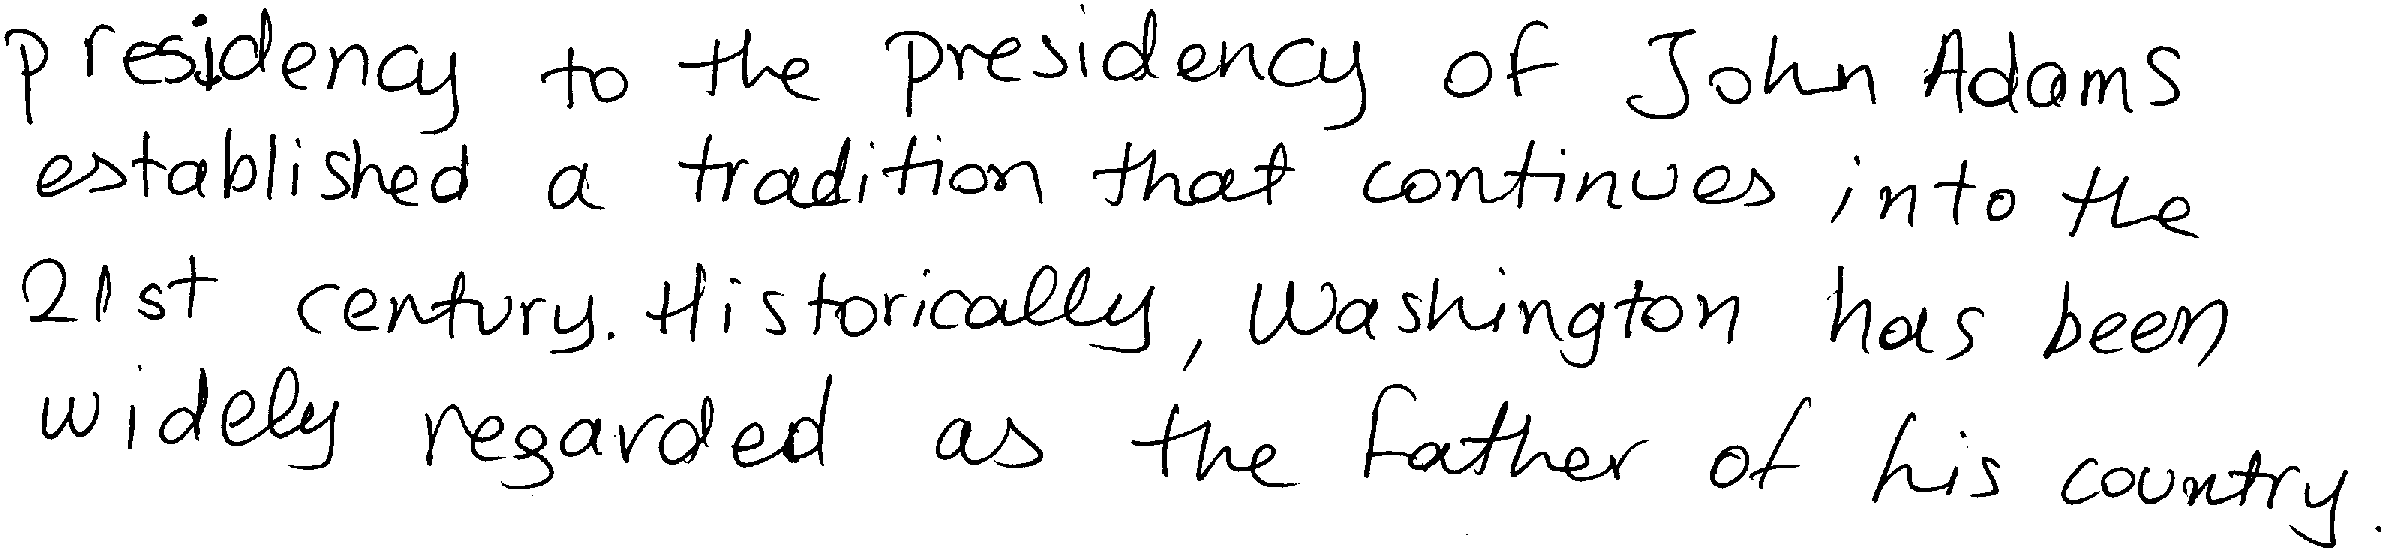 presidency to the presidency of John Adams
established a tradition that continues into the
21st century. Historically, Washington has been
widely regarded as the father of his country.